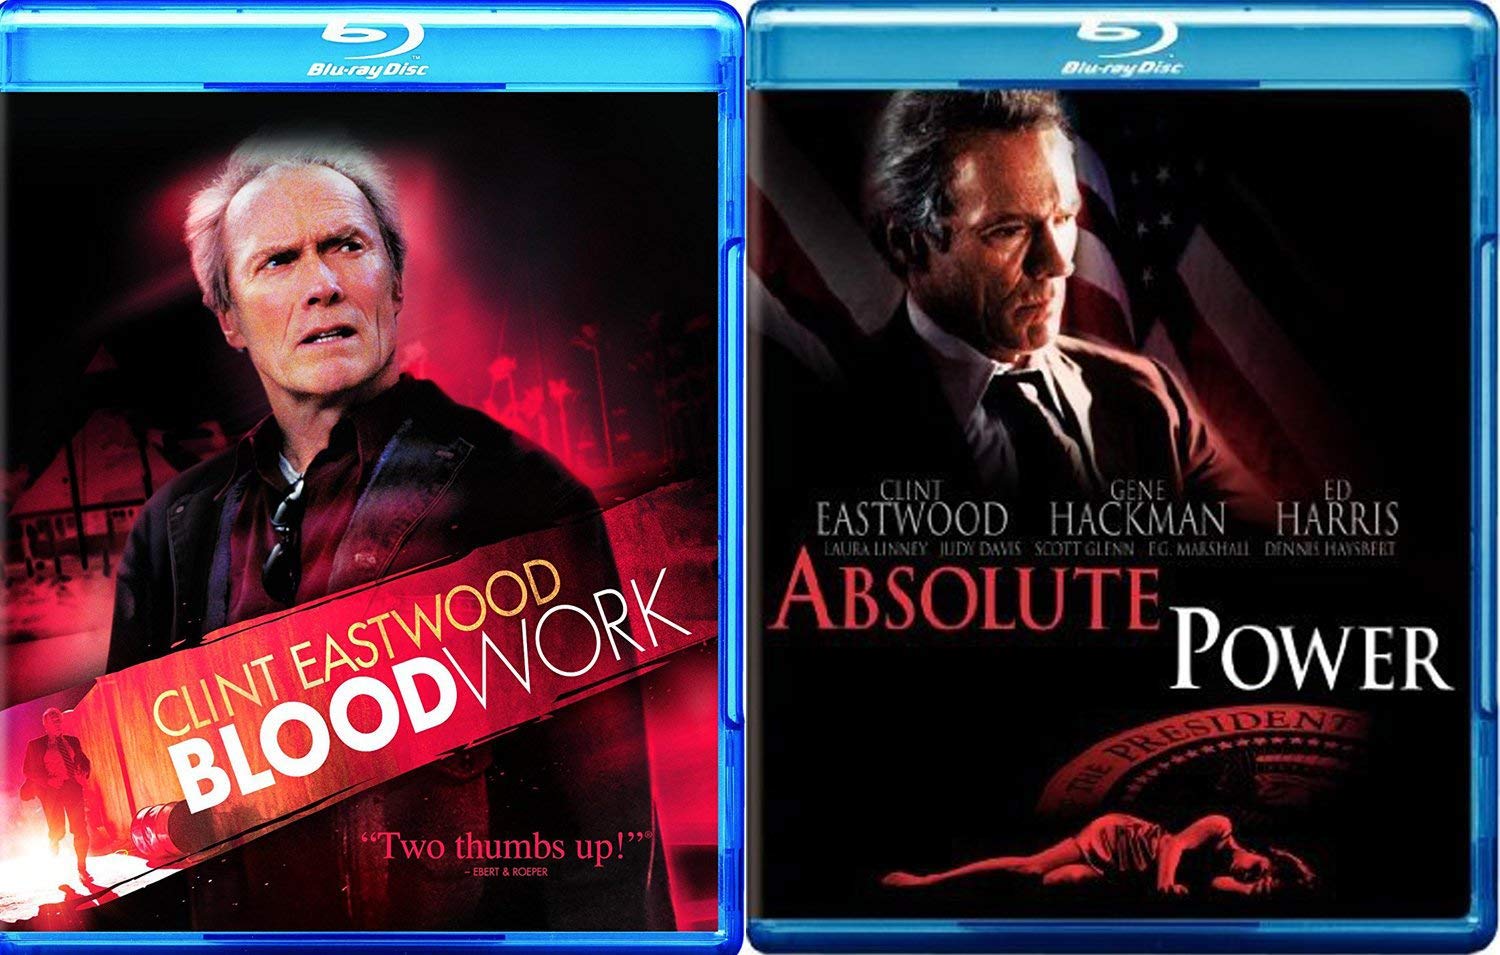 Blu-ray Disc
TM
CLINT EASTWOOD
BLOODWORK
"Two thumbs up!"®
– EBERT & ROEPER
Blu-ray Disc
CLINT EASTWOOD GENE HACKMAN ED HARRIS
LAURA LINNEY JUDY DAVIS SCOTT GLENN E.G. MARSHALL DENNIS HAYSBERT
ABSOLUTE
POWER
THE PRESIDENT